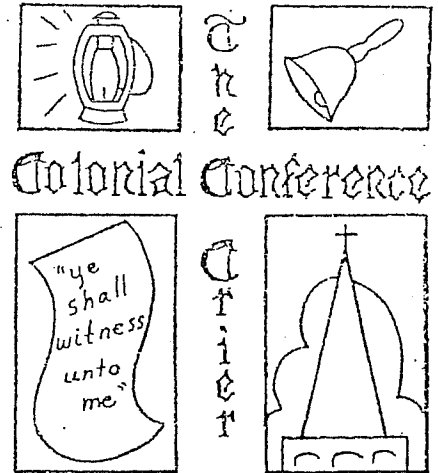 The
Colonial Conference
Crier
"ye
shall
witness
unto
me"